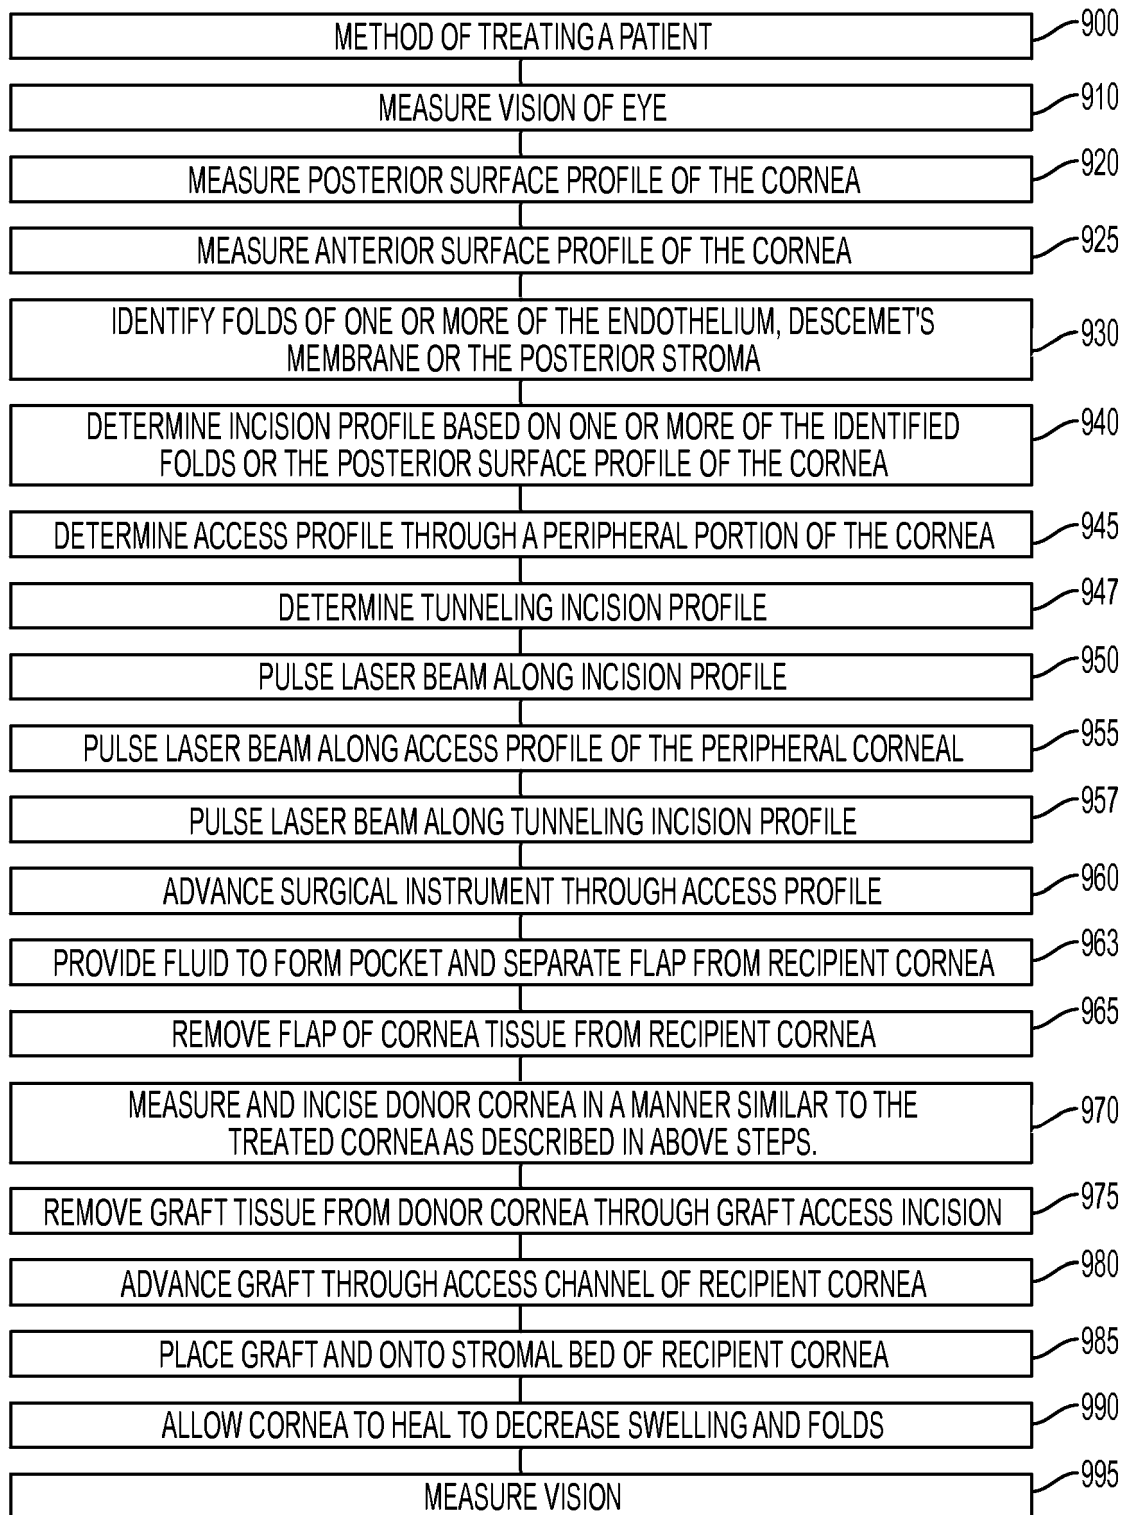 METHOD OF TREATING A PATIENT
900
MEASURE VISION OF EYE
910
MEASURE POSTERIOR SURFACE PROFILE OF THE CORNEA
920
MEASURE ANTERIOR SURFACE PROFILE OF THE CORNEA
925
IDENTIFY FOLDS OF ONE OR MORE OF THE ENDOTHELIUM, DESCEMET'S
MEMBRANE OR THE POSTERIOR STROMA
930
DETERMINE INCISION PROFILE BASED ON ONE OR MORE OF THE IDENTIFIED
FOLDS OR THE POSTERIOR SURFACE PROFILE OF THE CORNEA
940
DETERMINE ACCESS PROFILE THROUGH A PERIPHERAL PORTION OF THE CORNEA
945
DETERMINE TUNNELING INCISION PROFILE
947
PULSE LASER BEAM ALONG INCISION PROFILE
950
PULSE LASER BEAM ALONG ACCESS PROFILE OF THE PERIPHERAL CORNEAL
955
PULSE LASER BEAM ALONG TUNNELING INCISION PROFILE
957
ADVANCE SURGICAL INSTRUMENT THROUGH ACCESS PROFILE
960
PROVIDE FLUID TO FORM POCKET AND SEPARATE FLAP FROM RECIPIENT CORNEA
963
REMOVE FLAP OF CORNEA TISSUE FROM RECIPIENT CORNEA
965
MEASURE AND INCISE DONOR CORNEA IN A MANNER SIMILAR TO THE
TREATED CORNEA AS DESCRIBED IN ABOVE STEPS.
970
REMOVE GRAFT TISSUE FROM DONOR CORNEA THROUGH GRAFT ACCESS INCISION
975
ADVANCE GRAFT THROUGH ACCESS CHANNEL OF RECIPIENT CORNEA
980
PLACE GRAFT AND ONTO STROMAL BED OF RECIPIENT CORNEA
985
ALLOW CORNEA TO HEAL TO DECREASE SWELLING AND FOLDS
990
MEASURE VISION
995